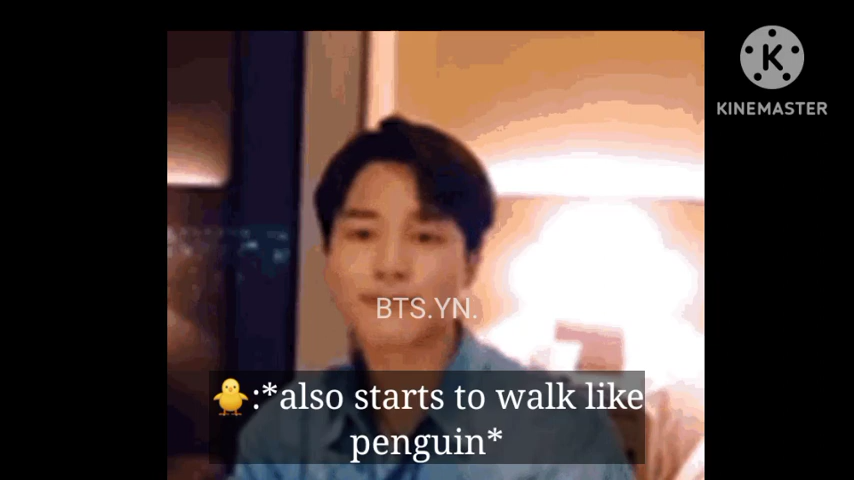 K
KINEMASTER
BTS.YN.
🐥:*also starts to walk like
penguin*